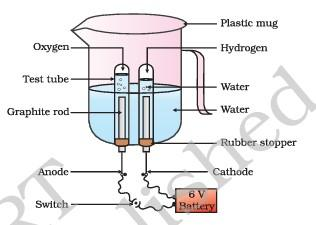 Plastic mug
Oxygen
Hydrogen
Test tube
Water
Graphite rod
Water
Rubber stopper
Anode
Cathode
6 V
Battery
Switch